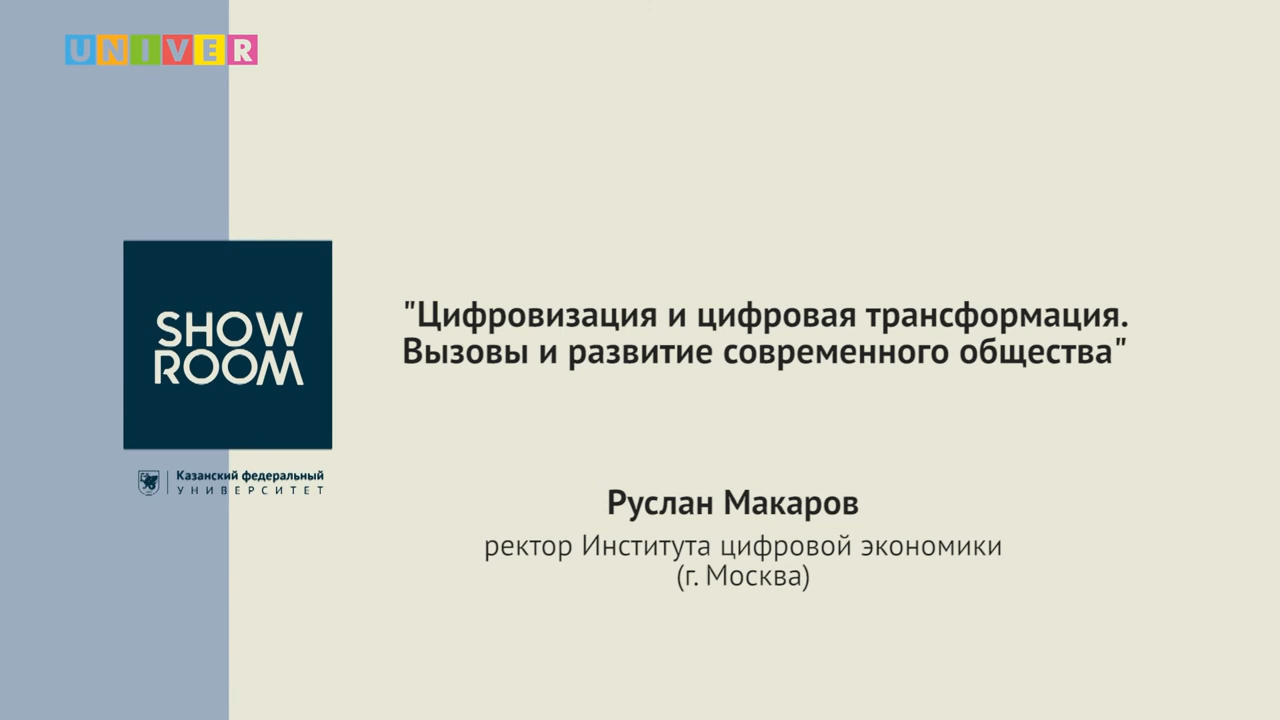 UNIVER
SHOW
ROOM
Казанский федеральный
УНИВЕРСИТЕТ
"Цифровизация и цифровая трансформация.
Вызовы и развитие современного общества"
Руслан Макаров
ректор Института цифровой экономики
(г. Москва)